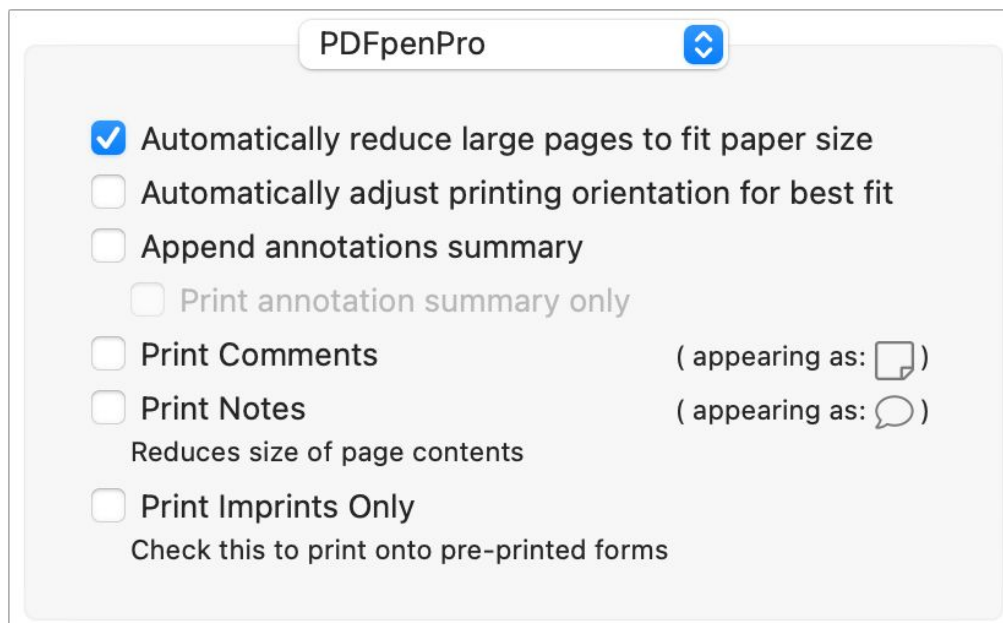 PDFpenPro
Automatically reduce large pages to fit paper size
Automatically adjust printing orientation for best fit
Append annotations summary
Print annotation summary only
Print Comments ( appearing as: )
Print Notes ( appearing as: )
Reduces size of page contents
Print Imprints Only
Check this to print onto pre-printed forms